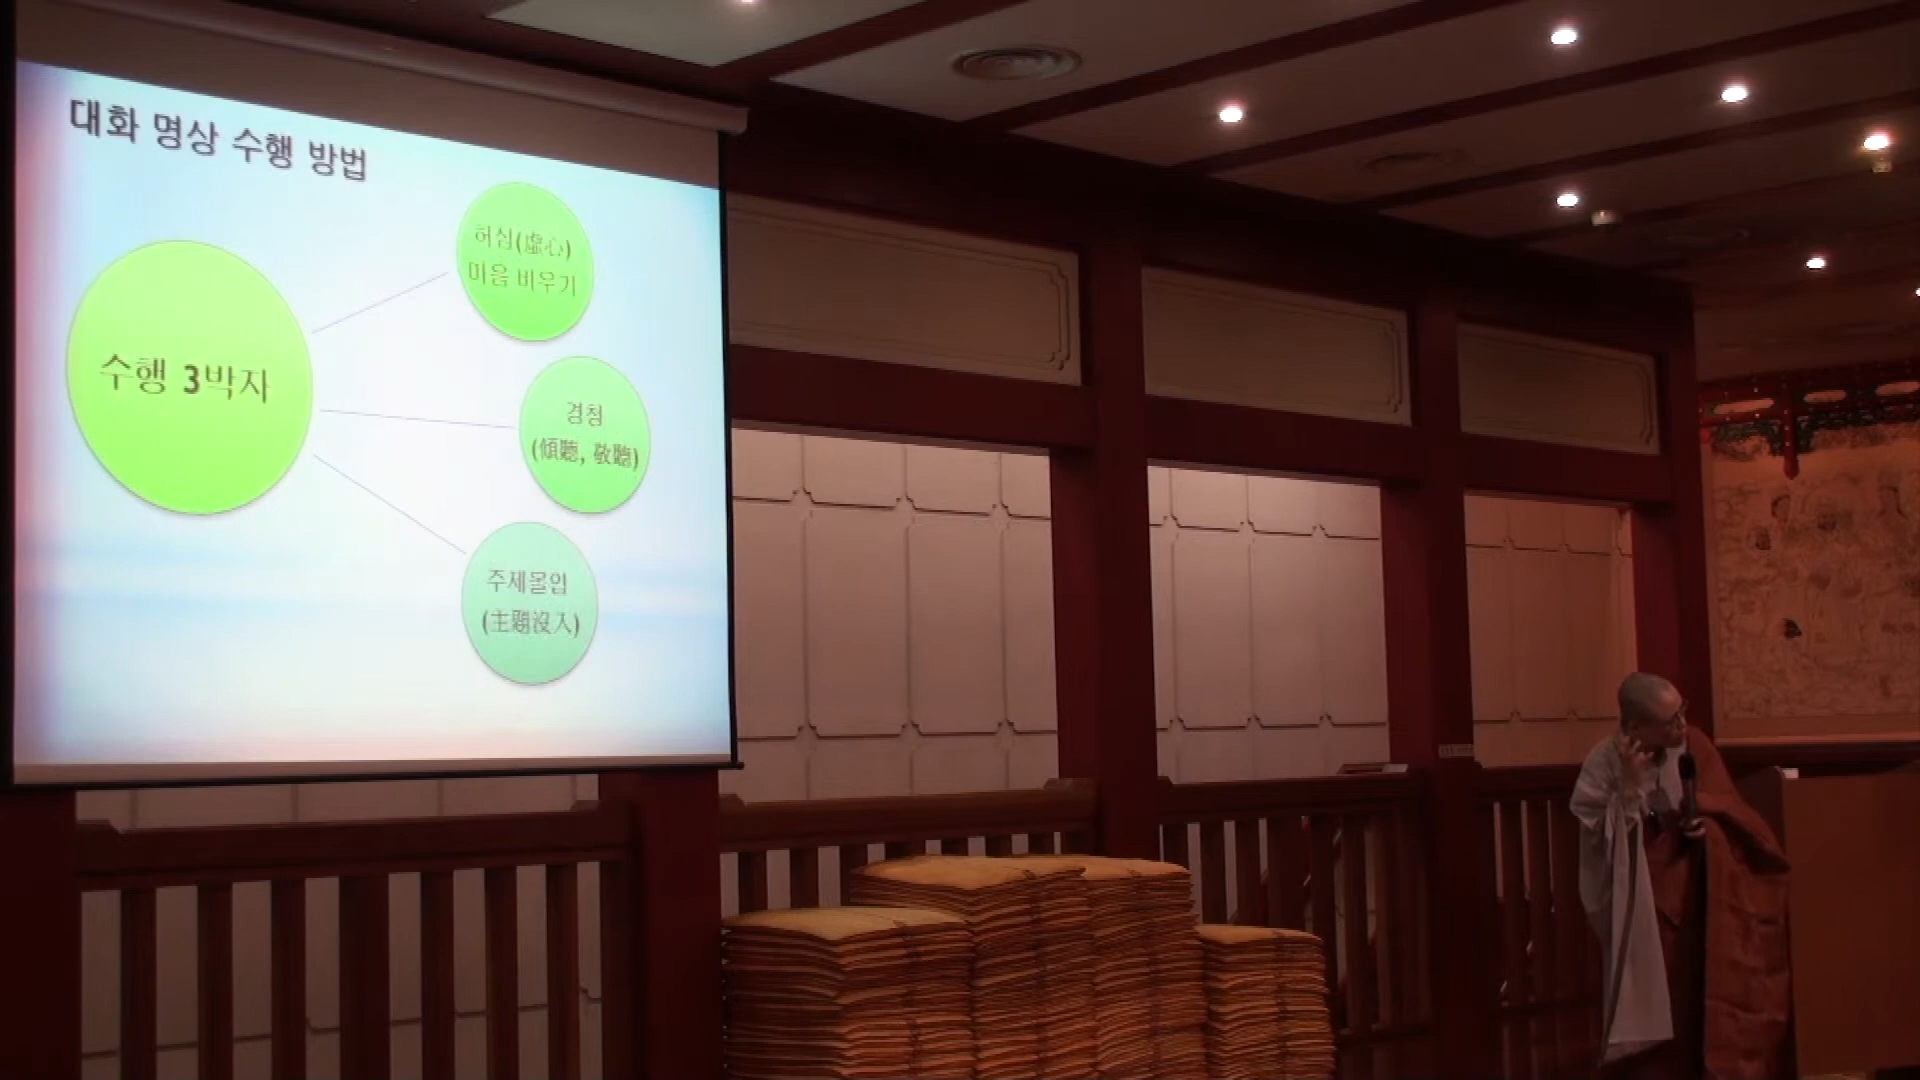 대화 명상 수행 방법
수행 3박자
허심(虛心)
마음 비우기
경청
(傾聽, 敬聽)
주제몰입
(主題沒入)